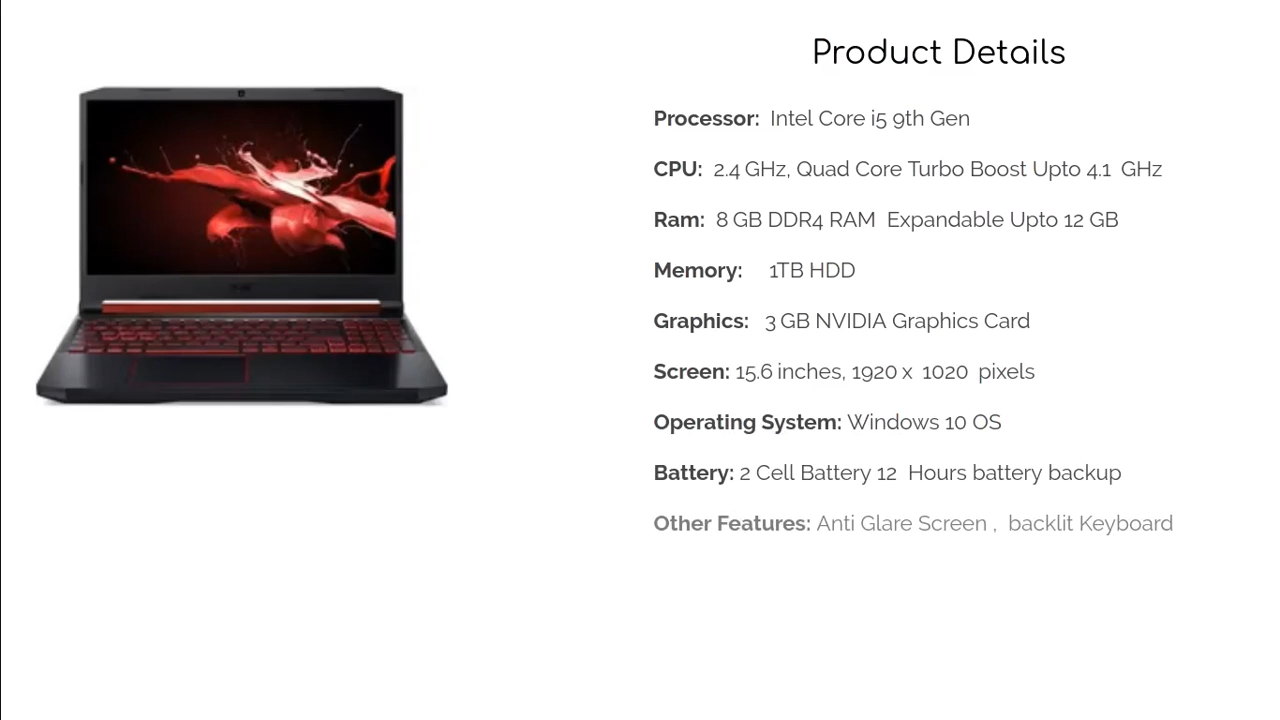 Product Details
Processor: Intel Core i5 9th Gen
CPU: 2.4 GHz, Quad Core Turbo Boost Upto 4.1 GHz
Ram: 8 GB DDR4 RAM Expandable Upto 12 GB
Memory: 1TB HDD
Graphics: 3 GB NVIDIA Graphics Card
Screen: 15.6 inches, 1920 x 1020 pixels
Operating System: Windows 10 OS
Battery: 2 Cell Battery 12 Hours battery backup
Other Features: Anti Glare Screen , backlit Keyboard